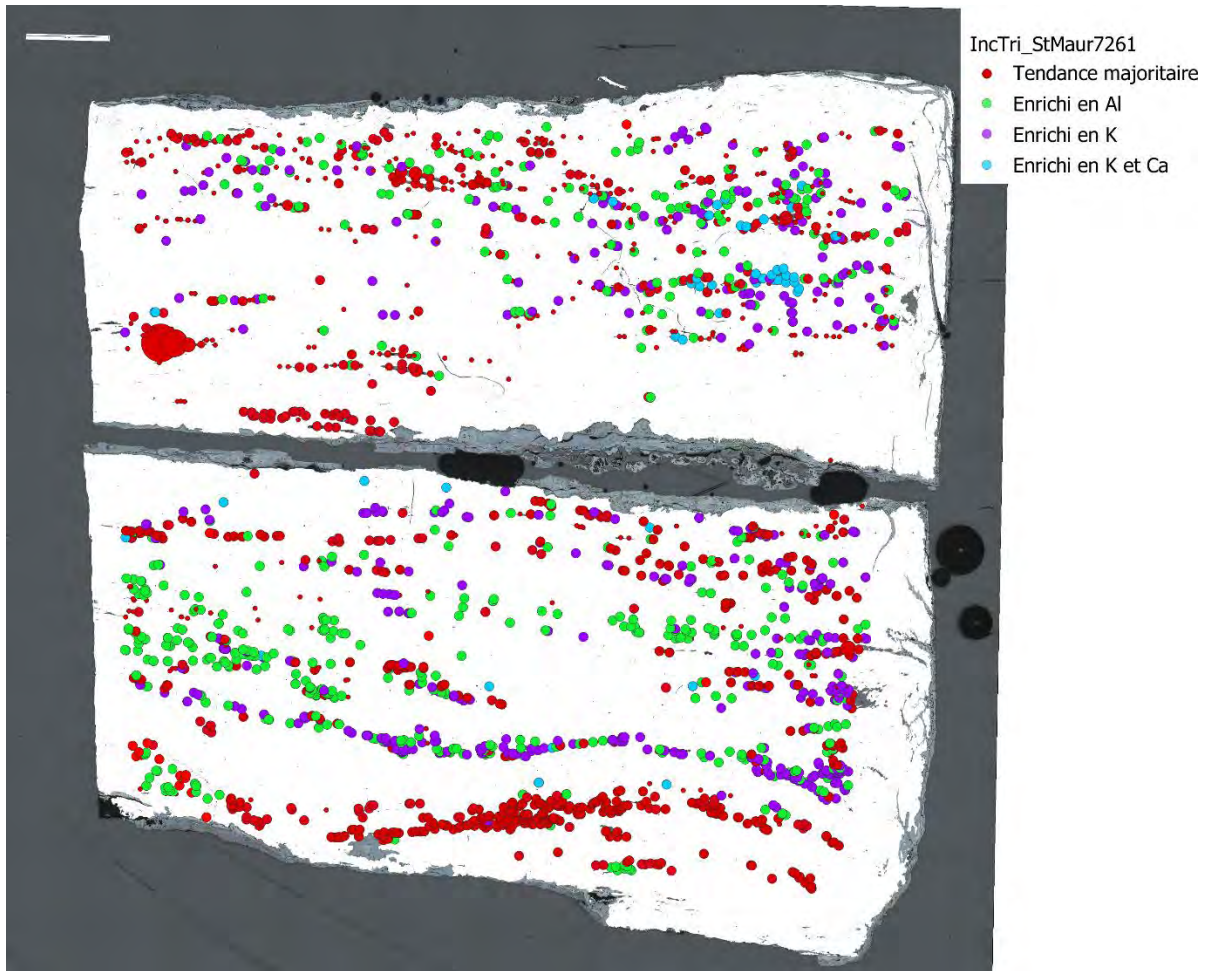 IncTri_StMaur7261
Tendance majoritaire
Enrichi en Al
Enrichi en K
Enrichi en K et Ca